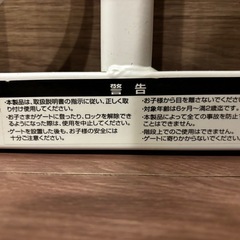 警告
・本製品は、取扱説明書の指示に従い、正しく取り
付け使用してください。
・お子さまがゲートに登ったり、ロックを解除でき
るようになった際は、使用を中止してください。
・ゲートを設置した後も、お子様の安全には
十分ご注意ください。
・お子様から目を離さないでください
・対象年齢は6ヶ月〜満2歳迄です。
・本製品によって全ての事故を防止
ことはできません。
・階段上でのご使用はできません。
・ゲートに寄りかからないでくださ